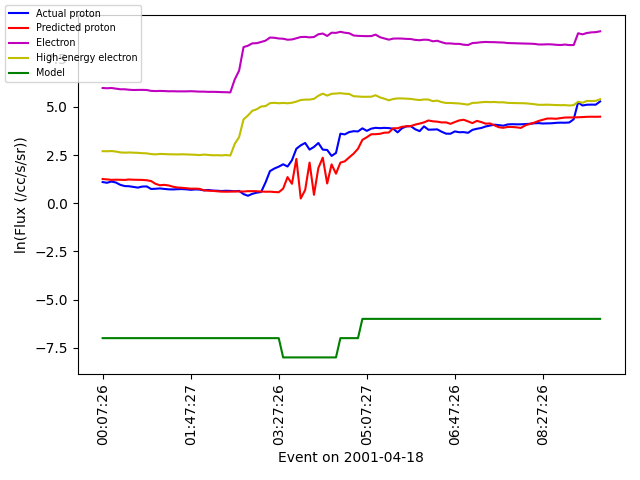 Actual proton
Predicted proton
Electron
High-energy electron
Model
5.0
2.5
0.0
−2.5
−5.0
−7.5
ln(Flux (/cc/s/sr))
00:07:26
01:47:27
03:27:26
05:07:27
06:47:26
08:27:26
Event on 2001-04-18